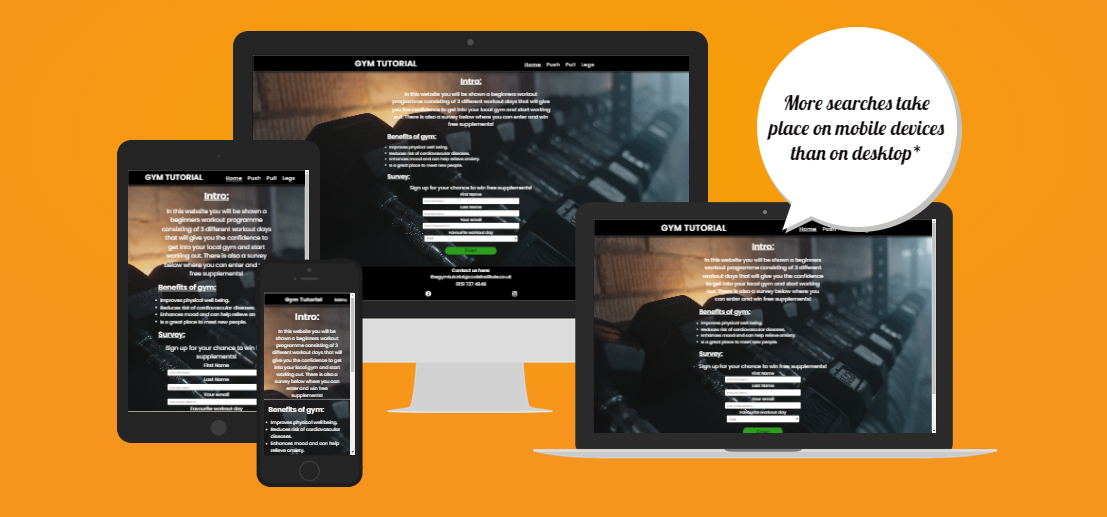 GYM TUTORIAL
Home Push Pull Legs
Intro:
In this website you will be shown a beginners workout
programme consisting of 3 different workout days that will give
you the confidence to get into your local gym and start working
out. There is also a survey below where you can enter and win
free supplements!
Benefits of gym:
Improves physical well being.
Reduces risk of cardiovascular diseases.
Enhances mood and can help relieve anxiety.
Is a great place to meet new people.
Survey:
Sign up for your chance to win free supplements!
First Name
Last Name
Your email
Favourite workout day
Contact us here:
More searches take
place on mobile devices
than on desktop*
GYM TUTORIAL
Home Push Pull Legs
Intro:
In this website you will be shown a
beginners workout programme
consisting of 3 different workout days
that will give you the confidence to
get into your local gym and start
working out. There is also a survey
below where you can enter and
free supplements!
Benefits of gym:
Improves physical well being.
Reduces risk of cardiovascular diseases.
Enhances mood and can help relieve an
Is a great place to meet new people.
Survey:
Sign up for your chance to win
supplements!
First Name
Last Name
Your email
Favourite workout day
Gym Tutorial
Menu
Intro:
In this website you will be
shown a beginners workout
programme consisting of 3
different workout days that will
give you the confidence to get
into your local gym and start
working out. There is also a
survey below where you can
enter and win free
supplements!
Benefits of gym:
Improves physical well being.
Reduces risk of cardiovascular
diseases.
Enhances mood and can help
relieve anxiety.
GYM TUTORIAL
Home Push
Intro:
In this website you will be shown a beginners
workout programme consisting of 3 different
workout days that will give you the confidence
to get into your local gym and start working
out. There is also a survey below where you
can enter and win free supplements!
Benefits of gym:
Improves physical well being.
Reduces risk of cardiovascular diseases.
Enhances mood and can help relieve anxiety.
Is a great place to meet new people.
Survey:
Sign up for your chance to win free supplements!
First Name
Last Name
Your email
Favourite workout day